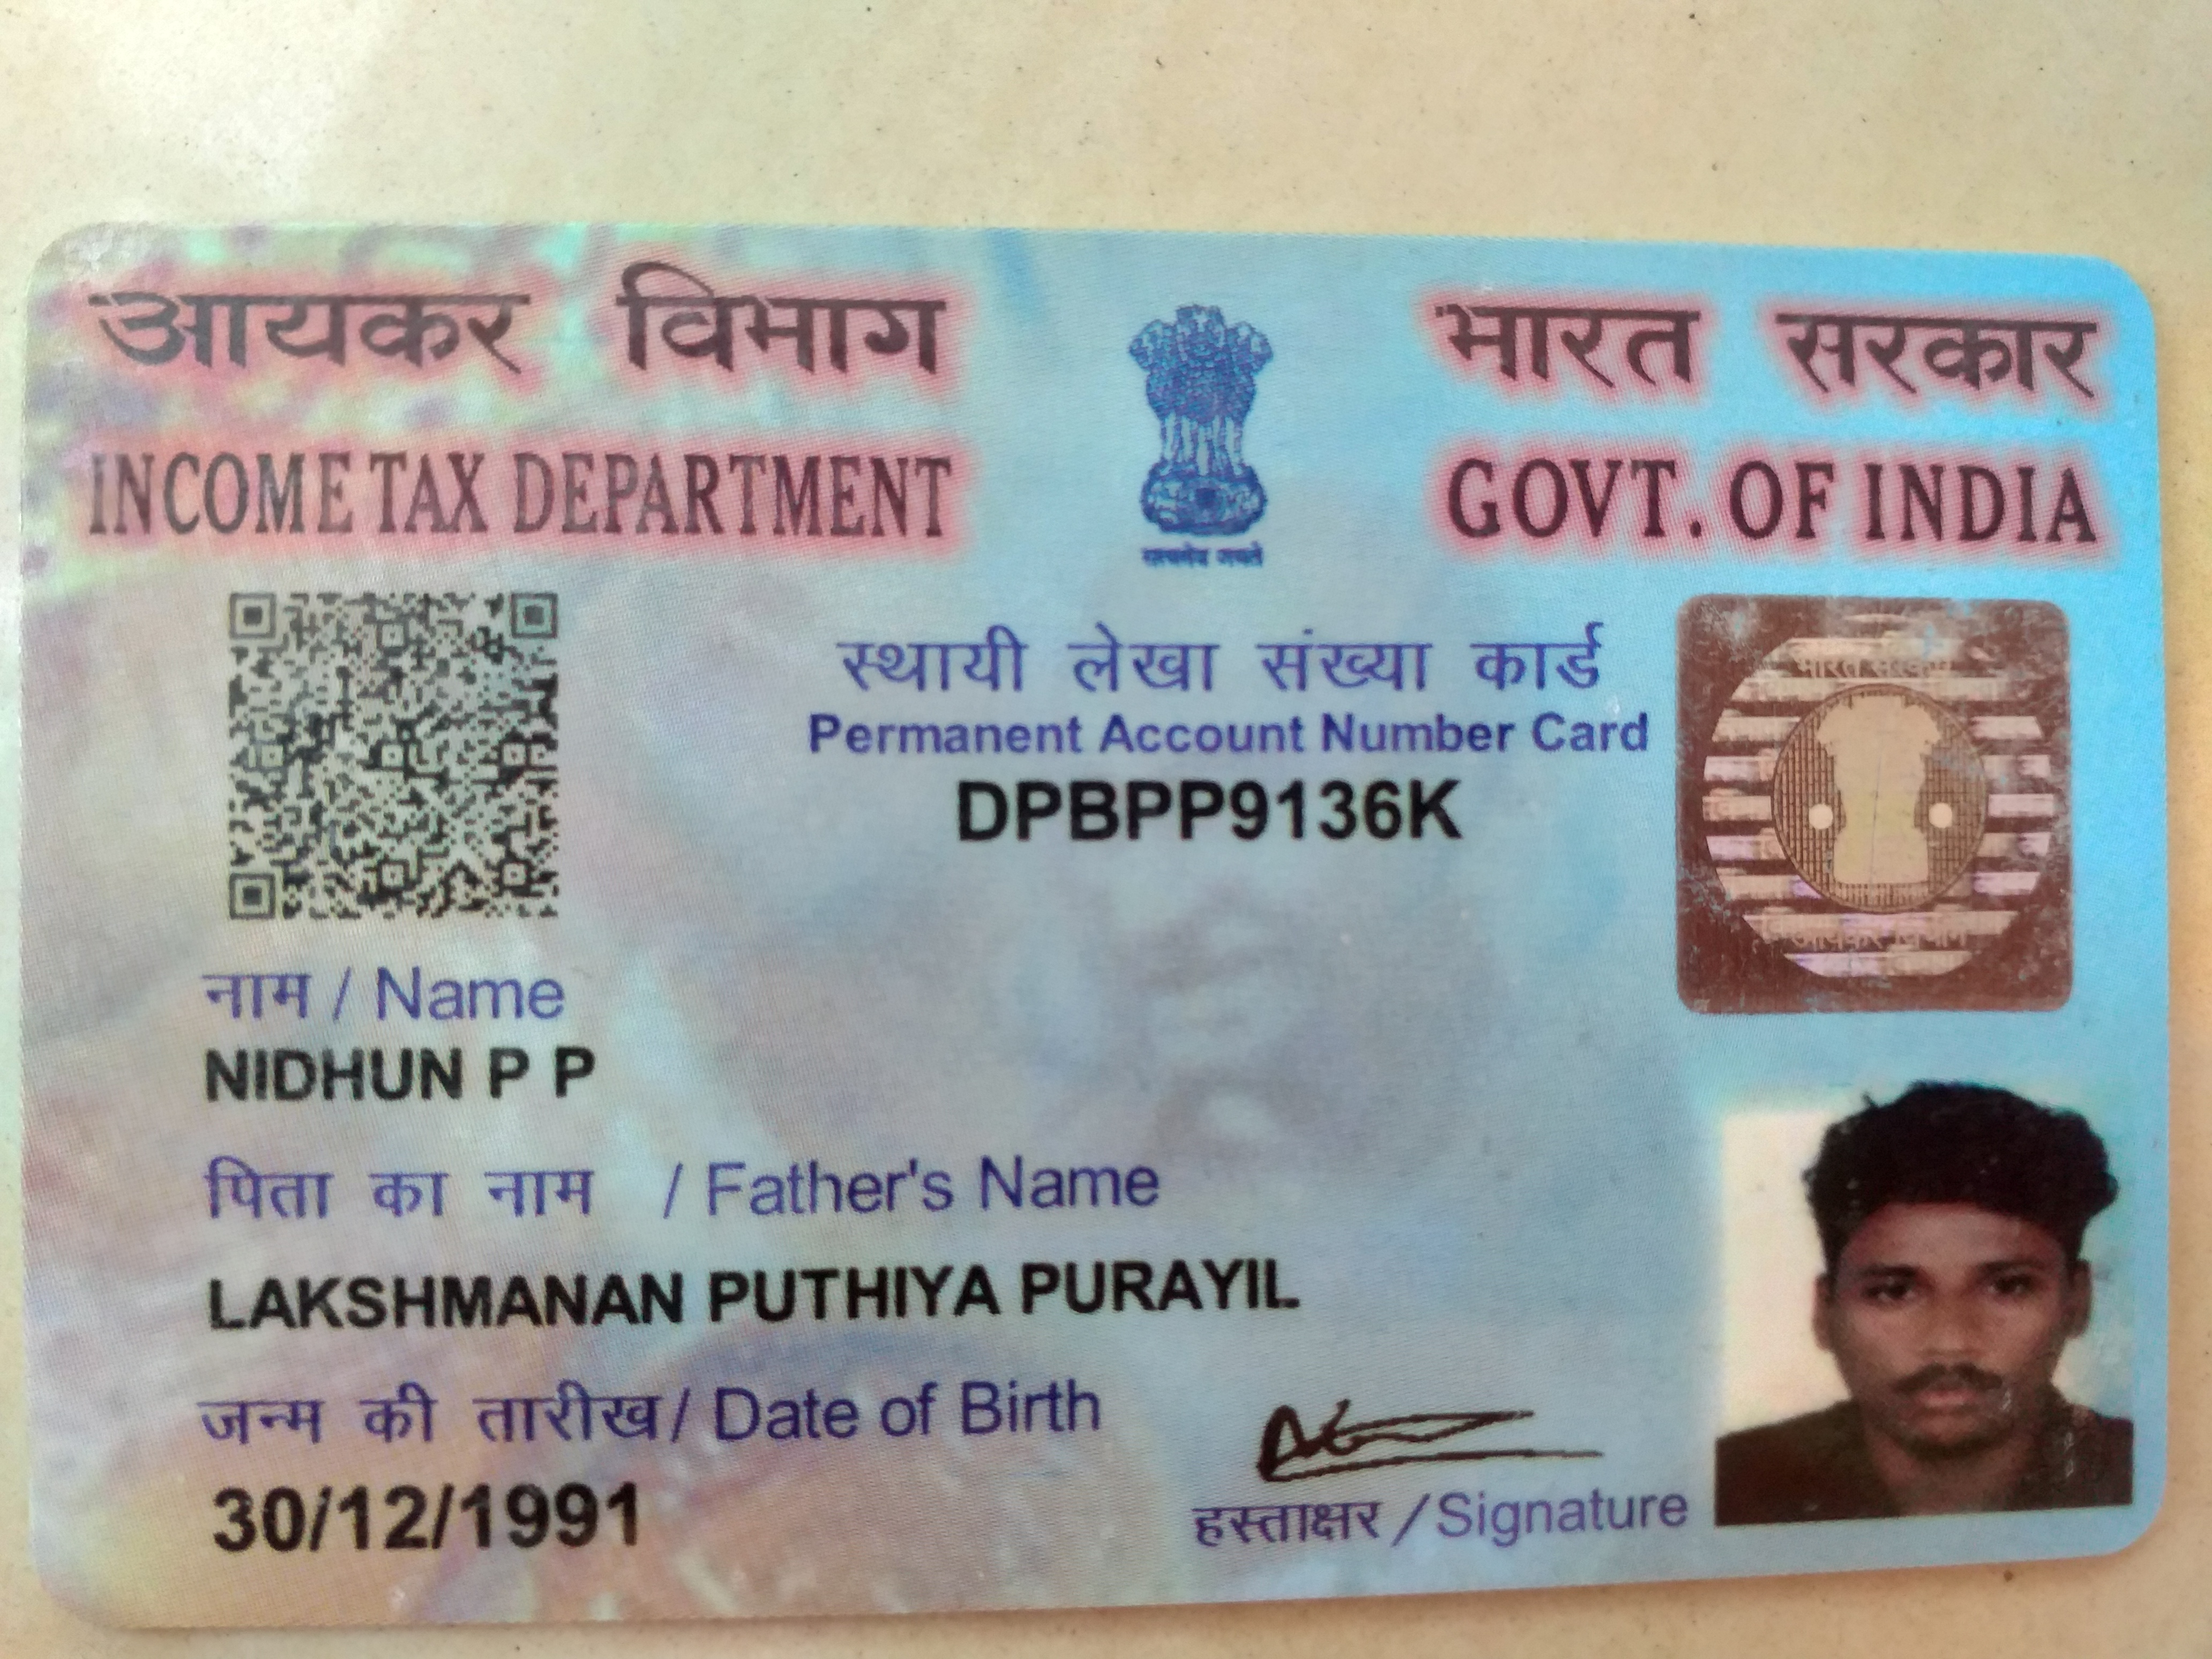 आयकर विभाग
INCOME TAX DEPARTMENT
सत्यमेव जयते
भारत सरकार
GOVT. OF INDIA
स्थायी लेखा संख्या कार्ड
Permanent Account Number Card
DPBPP9136K
नाम / Name
NIDHUN P P
पिता का नाम / Father's Name
LAKSHMANAN PUTHIYA PURAYIL
जन्म की तारीख/ Date of Birth
30/12/1991
हस्ताक्षर / Signature